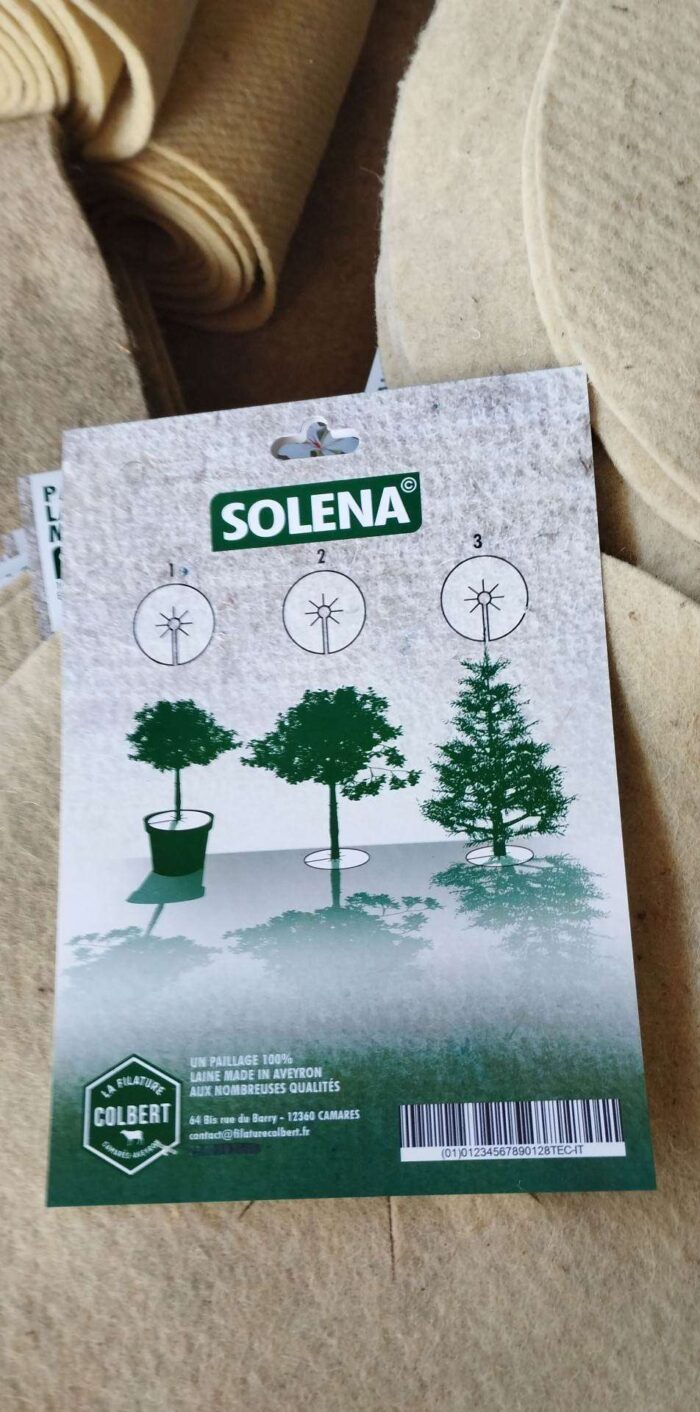 SOLENA©
1
2
3
LA FILATURE
COLBERT
UN PAILLAGE 100%
LAINE MADE IN AVEYRON
AUX NOMBREUSES QUALITÉS
64 Bis rue du Barry - 12360 CAMARES
contact@filaturecolbert.fr
(01)01234567890128TEC-IT